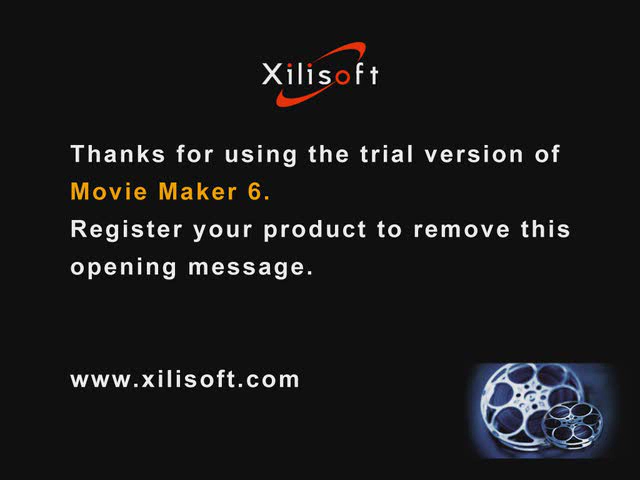 Xilisoft
Thanks for using the trial version of
Movie Maker 6.
Register your product to remove this
opening message.
www.xilisoft.com